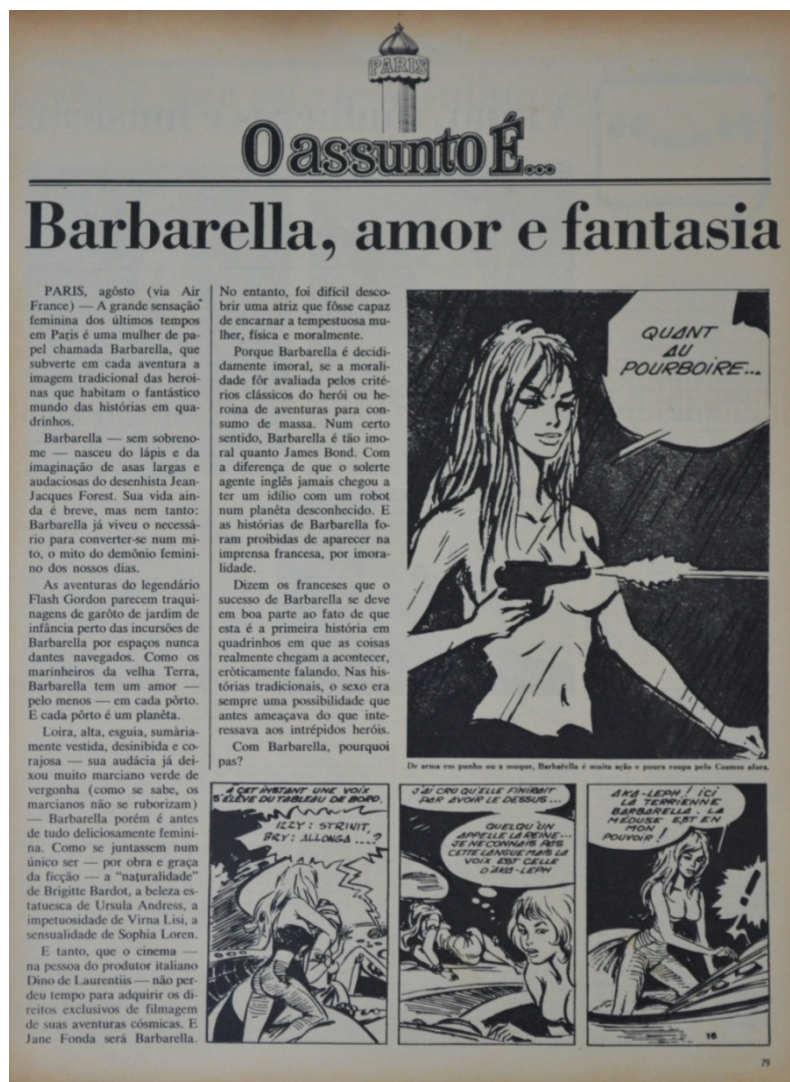 PARIS
O assunto É...
Barbarella, amor e fantasia
PARIS, agôsto (via Air
France) — A grande sensação
feminina dos últimos tempos
em Paris é uma mulher de pa-
pel chamada Barbarella, que
subverte em cada aventura a
imagem tradicional das heroi-
nas que habitam o fantástico
mundo das histórias em qua-
drinhos.
Barbarella — sem sobreno-
me — nasceu do lápis e da
imaginação de asas largas e
audaciosas do desenhista Jean-
Jacques Forest. Sua vida ain-
da é breve, mas nem tanto:
Barbarella já viveu o necessá-
rio para converter-se num mi-
to, o mito do demônio femini-
no dos nossos dias.
As aventuras do legendário
Flash Gordon parecem traqui-
nagens de garôto de jardim de
infância perto das incursões de
Barbarella por espaços nunca
dantes navegados. Como os
marinheiros da velha Terra,
Barbarella tem um amor —
pelo menos — em cada pôrto.
E cada pôrto é um planêta.
Loira, alta, esguia, sumària-
mente vestida, desinibida e co-
rajosa — sua audácia já dei-
xou muito marciano verde de
vergonha (como se sabe, os
marcianos não se ruborizam)
— Barbarella porém é antes
de tudo deliciosamente femini-
na. Como se juntassem num
único ser — por obra e graça
da ficção — a “naturalidade”
de Brigitte Bardot, a beleza es-
tatuesca de Ursula Andress, a
impetuosidade de Virna Lisi, a
sensualidade de Sophia Loren.
E tanto, que o cinema —
na pessoa do produtor italiano
Dino de Laurentiis — não per-
deu tempo para adquirir os di-
reitos exclusivos de filmagem
de suas aventuras cósmicas. E
Jane Fonda será Barbarella.
No entanto, foi difícil desco-
brir uma atriz que fôsse capaz
de encarnar a tempestuosa mu-
lher, física e moralmente.
Porque Barbarella é decidi-
damente imoral, se a morali-
dade fôr avaliada pelos crité-
rios clássicos do herói ou he-
roina de aventuras para con-
sumo de massa. Num certo
sentido, Barbarella é tão imo-
ral quanto James Bond. Com
a diferença de que o solerte
agente inglês jamais chegou a
ter um idílio com um robot
num planêta desconhecido. E
as histórias de Barbarella fo-
ram proibidas de aparecer na
imprensa francesa, por imora-
lidade.
Dizem os franceses que o
sucesso de Barbarella se deve
em boa parte ao fato de que
esta é a primeira história em
quadrinhos em que as coisas
realmente chegam a acontecer,
eròticamente falando. Nas his-
tórias tradicionais, o sexo era
sempre uma possibilidade que
antes ameaçava do que inte-
ressava aos intrépidos heróis.
Com Barbarella, pourquoi
pas?
QUANT
AU
POURBOIRE...
De arma em punho ou a muque, Barbarella é muita ação e pouca roupa pelo Cosmos afora.
A CET INSTANT UNE VOIX
S'ÉLÈVE DU TABLEAU DE BORD.
IZZY : STRINIT,
BRY : ALLONGA ....?
J'AI CRU QU'ELLE FINIRAIT
PAR AVOIR LE DESSUS...
QUELQU'UN
APPELLE LA REINE...
JE NE CONNAIS PAS
CETTE LANGUE MAIS LA
VOIX EST CELLE
D'AKA-LEPH
AKA-LEPH ! ICI
LA TERRIENNE
BARBARELLA. LA
MÉDUSE EST EN
MON
POUVOIR !
!
16
79